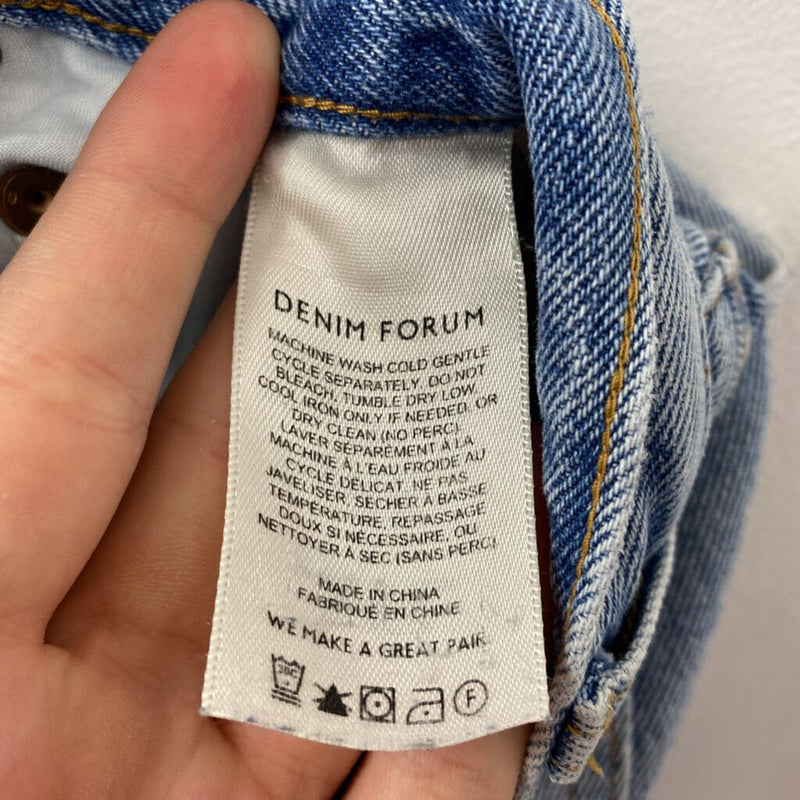 DENIM FORUM
MACHINE WASH COLD GENTLE
CYCLE SEPARATELY. DO NOT
BLEACH, TUMBLE DRY LOW.
COOL IRON ONLY IF NEEDED, OR
DRY CLEAN (NO PERC)
LAVER SÉPARÉMENT À LA
MACHINE À L'EAU FROIDE AU
CYCLE DÉLICAT. NE PAS
JAVELISER, SÉCHER À BASSE
TEMPÉRATURE. REPASSAGE
DOUX SI NÉCESSAIRE, OU
NETTOYER À SEC (SANS PERC)
MADE IN CHINA
FABRIQUÉ EN CHINE
WE MAKE A GREAT PAIR.
30C F